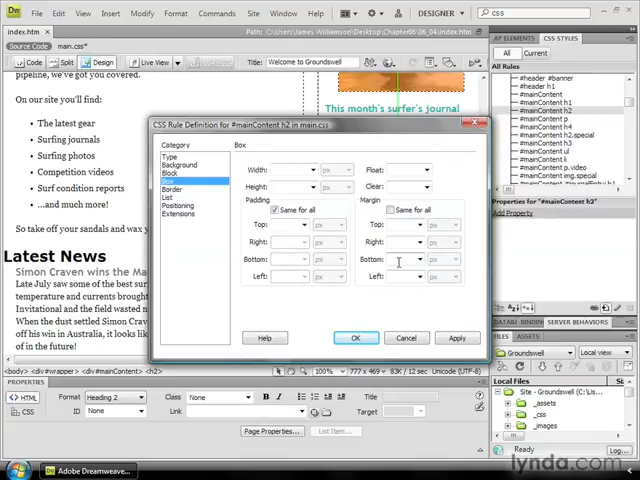 Dw File Edit View Insert Modify Format Commands Site Window Help DESIGNER css
index.htm × Path: C:\Users\James Williamson\Desktop\Chapter06\06_04\index.htm
Source Code main.css*
Code Split Design Live View Title: Welcome to Groundswell
AP ELEMENTS CSS STYLES
All Current
All Rules
#header #banner
#header h1
#mainContent
#mainContent h1
#mainContent h2
#mainContent p
#mainContent h4
#mainContent h2.special
#mainContent h3
#mainContent ul
#mainContent li
#mainContent p.video
Properties for "#mainContent h2"
Add Property
pipeline, we've got you covered.
On our site you'll find:
• The latest gear
• Surfing journals
• Surfing photos
• Competition videos
• Surf condition reports
• ...and much more!
So take off your sandals and wax
Latest News
Simon Craven wins the Ma
Late July saw some of the best surf
temperature and currents brought
Invitational and the field wasted n
When the dust settled Simon Crav
off his win in Australia, it looks like
of in the future!
This month's surfer's journal
CSS Rule Definition for #mainContent h2 in main.css
Category
Type
Background
Block
Box
Border
List
Positioning
Extensions
Box
Width: px Float:
Height: px Clear:
Padding Margin
Same for all Same for all
Top: px Top: px
Right: px Right: px
Bottom: px Bottom: px
Left: px Left: px
Help OK Cancel Apply
<body> <div#wrapper> <div#mainContent> <h2> 100% 777 x 469 83K / 12 sec Unicode (UTF-8)
PROPERTIES
HTML Format Heading 2 Class None B I Title
CSS ID None Link Target
Page Properties... List Item...
SERVER BEHAVIORS
FILES ASSETS
Groundswell Local view
Local Files
Site - Groundswell (C:\Us
_assets
_css
_images
Ready Log...
Adobe Dreamweave...
lynda.com